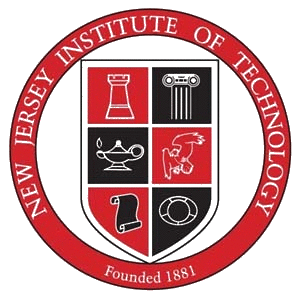 NEW JERSEY INSTITUTE OF TECHNOLOGY
Founded 1881